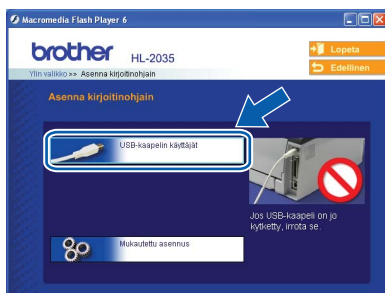 Macromedia Flash Player 6
brother HL-2035
Lopeta
Edellinen
Ylin valikko >> Asenna kirjoitinohjain
Asenna kirjoitinohjain
USB-kaapelin käyttäjät
Jos USB-kaapeli on jo
kytketty, irrota se.
Mukautettu asennus